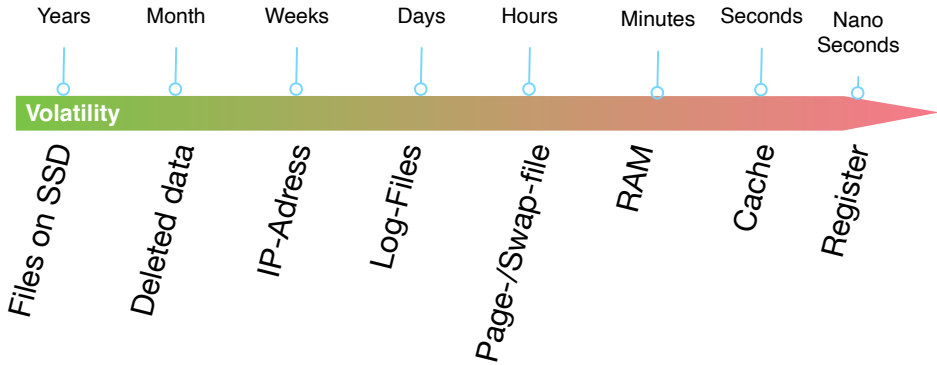 Years
Month
Weeks
Days
Hours
Minutes
Seconds
Nano
Seconds
Volatility
Files on SSD
Deleted data
IP-Adress
Log-Files
Page-/Swap-file
RAM
Cache
Register